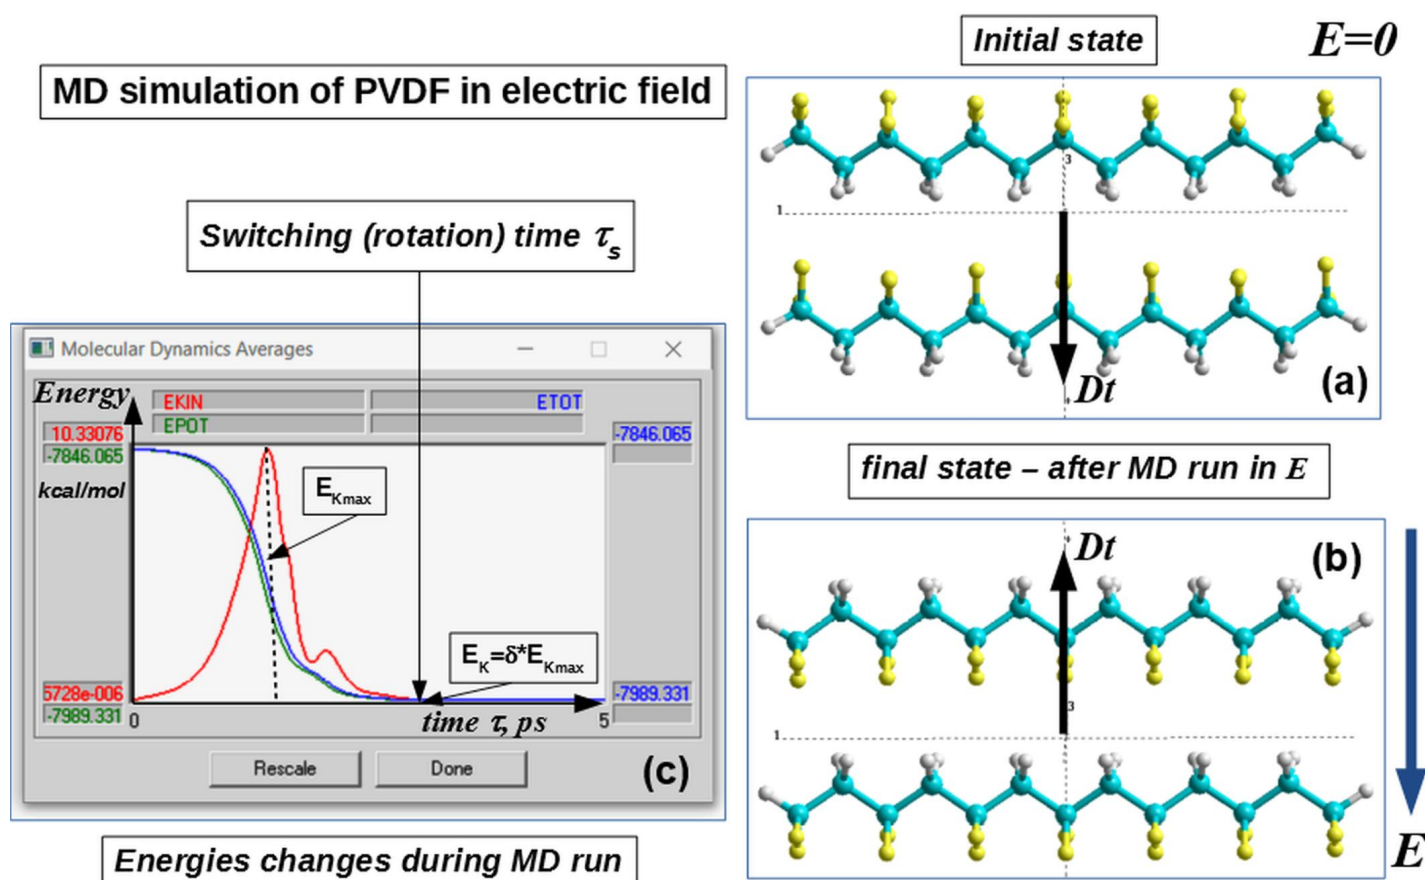 MD simulation of PVDF in electric field
Initial state
E=0
3
1
(a)
Dt
Switching (rotation) time τs
Molecular Dynamics Averages
Energy
EKIN
ETOT
EPOT
10.33076
-7846.065
-7846.065
kcal/mol
EKmax
EK=δ*EKmax
5728e-006
-7989.331
-7989.331
0
time τ, ps
5
Rescale
Done
(c)
Energies changes during MD run
final state – after MD run in E
Dt
(b)
3
1
E